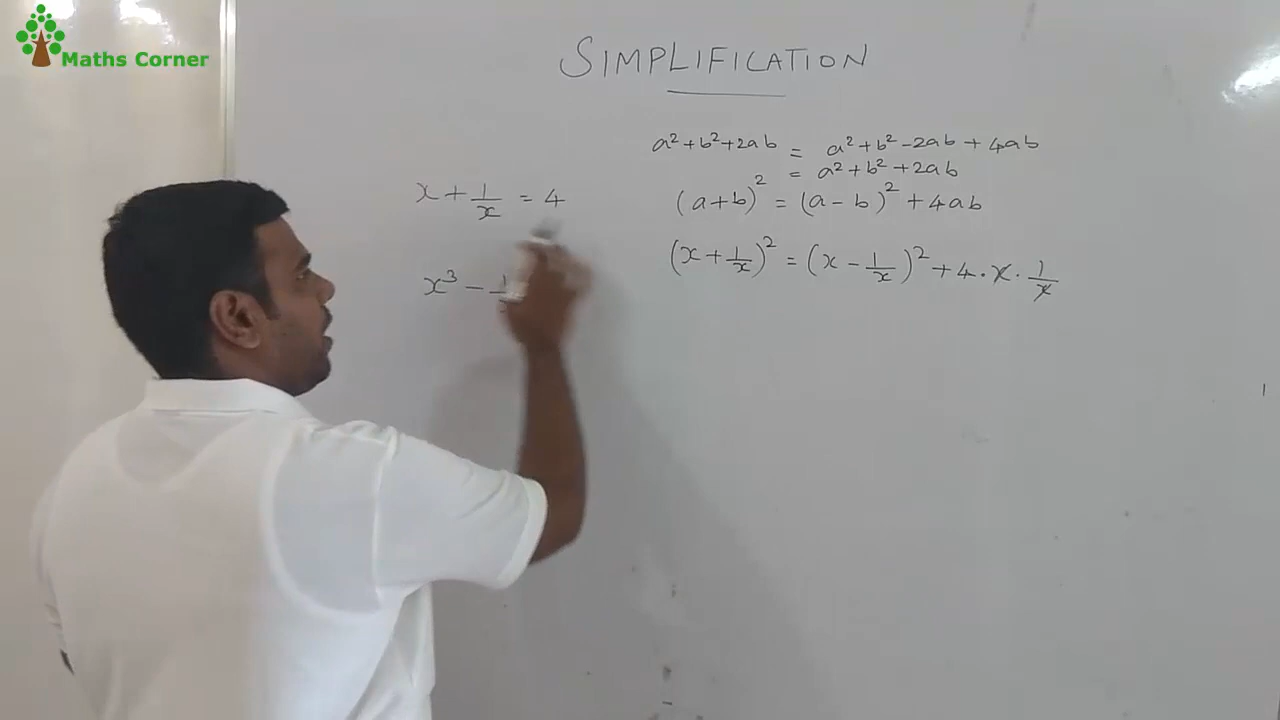 Maths Corner
SIMPLIFICATION
a² + b² + 2ab = a² + b² - 2ab + 4ab
= a² + b² + 2ab
x + 1/x = 4
(a + b)² = (a - b)² + 4ab
(x + 1/x)² = (x - 1/x)² + 4 · x · 1/x
x³ - 1